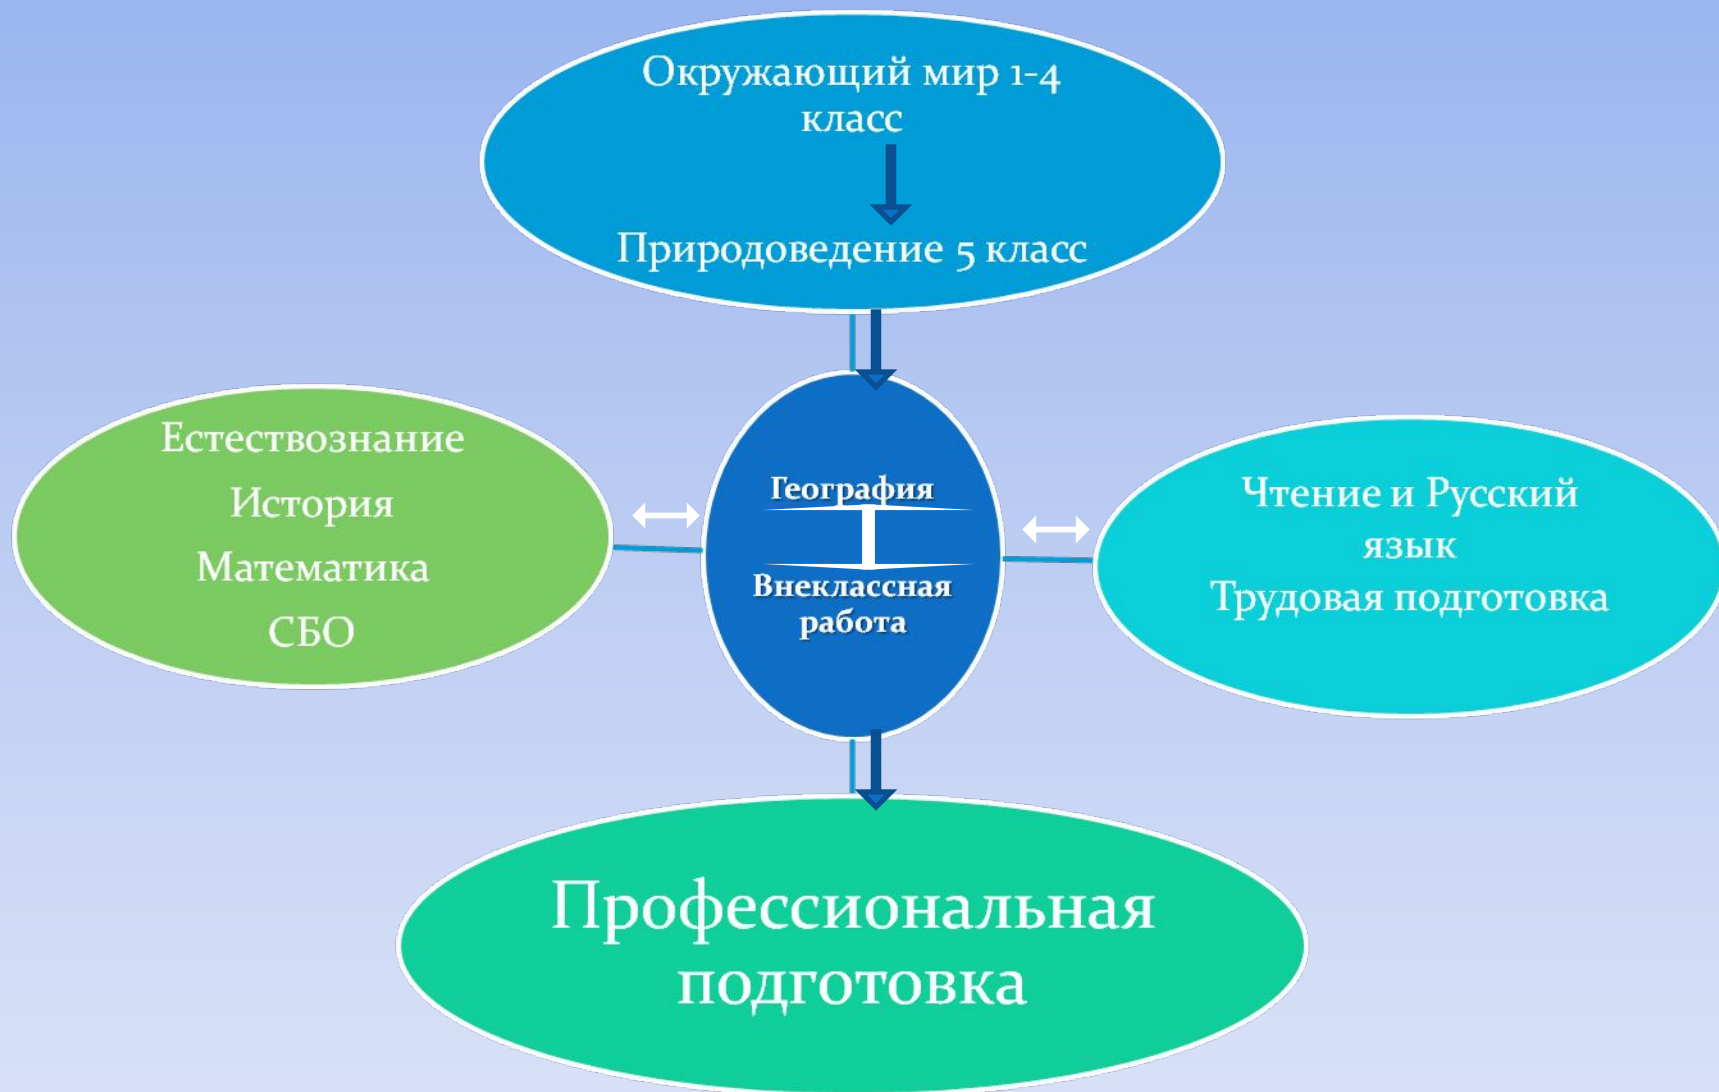 Окружающий мир 1-4
класс
Природоведение 5 класс
Естествознание
История
Математика
СБО
География
Внеклассная
работа
Чтение и Русский
язык
Трудовая подготовка
Профессиональная
подготовка